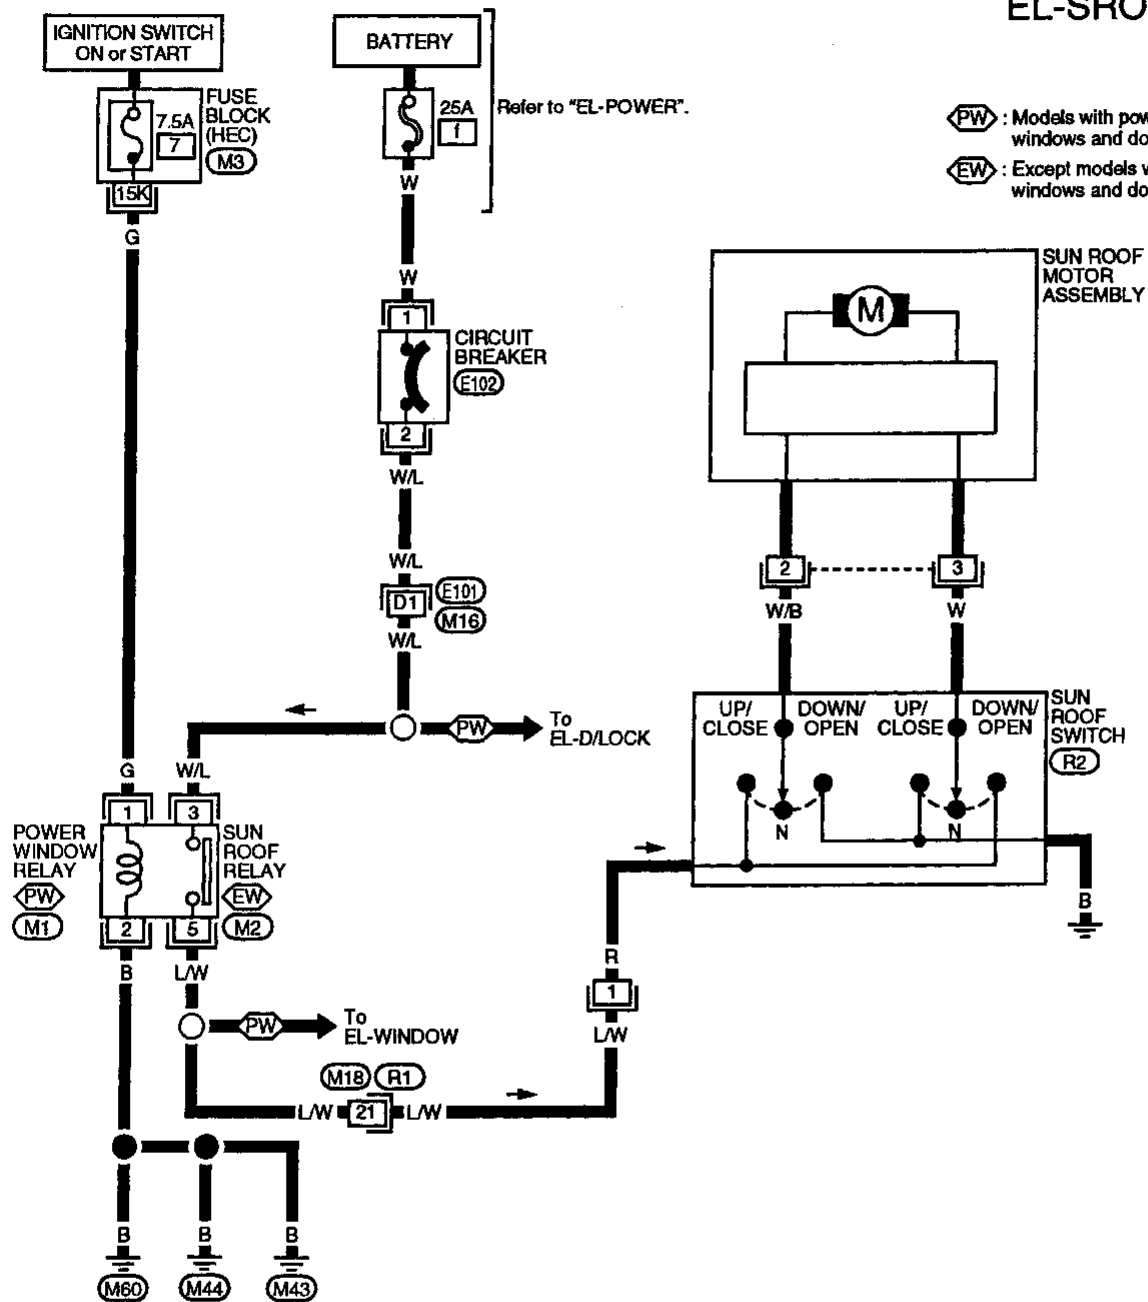 EL-SRO
IGNITION SWITCH
ON or START
BATTERY
FUSE
BLOCK
(HEC)
M3
7.5A
7
15K
G
25A
f
Refer to "EL-POWER".
W
W
PW : Models with pow
windows and do
EW : Except models w
windows and do
1
CIRCUIT
BREAKER
E102
2
W/L
W/L
D1
E101
M16
W/L
SUN ROOF
MOTOR
ASSEMBLY
M
2
3
W/B
W
UP/
CLOSE
DOWN/
OPEN
UP/
CLOSE
DOWN/
OPEN
SUN
ROOF
SWITCH
R2
N
N
PW
To
EL-D/LOCK
G
W/L
1
3
POWER
WINDOW
RELAY
PW
M1
SUN
ROOF
RELAY
EW
M2
2
5
B
L/W
B
R
1
L/W
PW
To
EL-WINDOW
M18
R1
L/W
21
L/W
B
B
B
M60
M44
M43